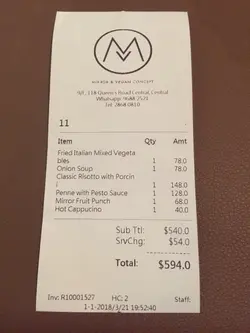 MIRROR & DREAM CONCEPT
9/F, 118 Queen's Road Central, Central
Whatsapp: 9688 7521
Tel: 2868 0810
11
Item Qty Amt
Fried Italian Mixed Vegeta
bles 1 78.0
Onion Soup 1 78.0
Classic Risotto with Porcin
i 1 148.0
Penne with Pesto Sauce 1 128.0
Mirror Fruit Punch 1 68.0
Hot Cappucino 1 40.0
Sub Ttl: $540.0
SrvChg: $54.0
Total: $594.0
Inv: R10001527 HC: 2 Staff:
1-1-2018/3/21 19:52:40